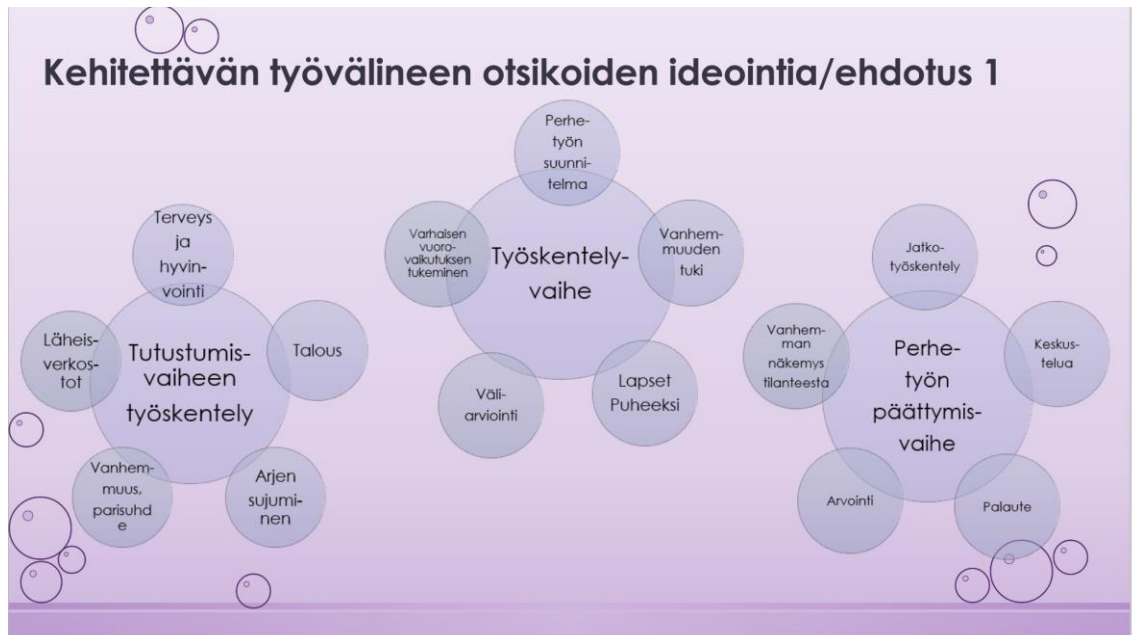 Kehitettävän työvälineen otsikoiden ideointia/ehdotus 1
Terveys
ja
hyvin-
vointi
Läheis-
verkos-
tot
Tutustumis-
vaiheen
työskentely
Talous
Vanhem-
muus,
parisuhd
e
Arjen
sujumi-
nen
Perhe-
työn
suunni-
telma
Varhaisen
vuoro-
vaikutuksen
tukeminen
Työskentely-
vaihe
Vanhem-
muuden
tuki
Väli-
arviointi
Lapset
Puheeksi
Jatko-
työskentely
Vanhem-
man
näkemys
tilanteesta
Perhe-
työn
päättymis-
vaihe
Keskus-
telua
Arvointi
Palaute